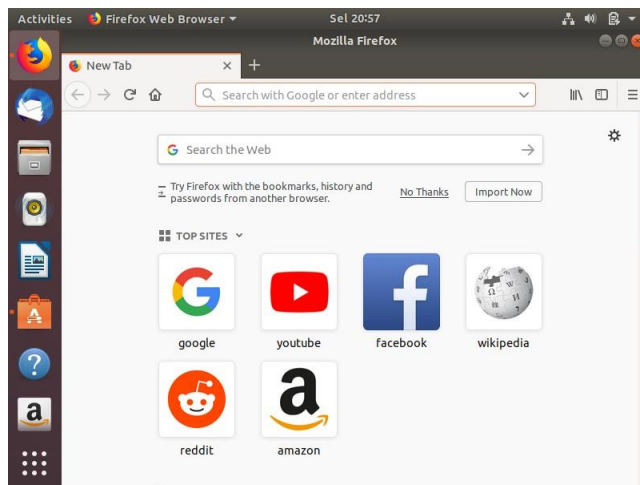 Activities Firefox Web Browser Sel 20:57
Mozilla Firefox
New Tab
Search with Google or enter address
Search the Web
Try Firefox with the bookmarks, history and
passwords from another browser.
No Thanks Import Now
TOP SITES
google youtube facebook wikipedia
reddit amazon